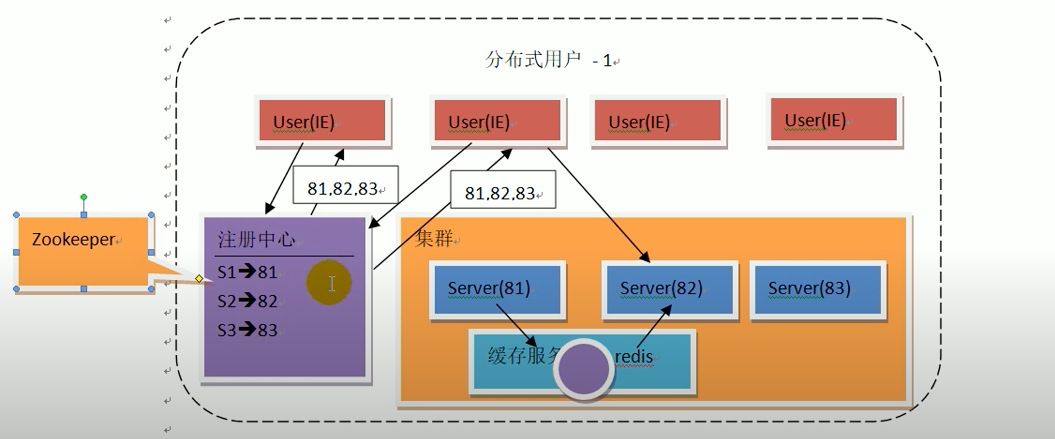 分布式用户 - 1
User(IE)
User(IE)
User(IE)
User(IE)
81,82,83
81,82,83
Zookeeper
注册中心
S1➔81
S2➔82
S3➔83
集群
Server(81)
Server(82)
Server(83)
缓存服务
redis